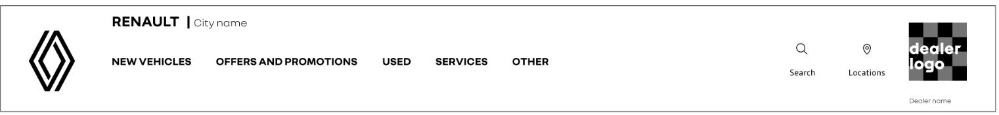 RENAULT | City name
NEW VEHICLES OFFERS AND PROMOTIONS USED SERVICES OTHER
Search Locations
dealer
logo
Dealer name